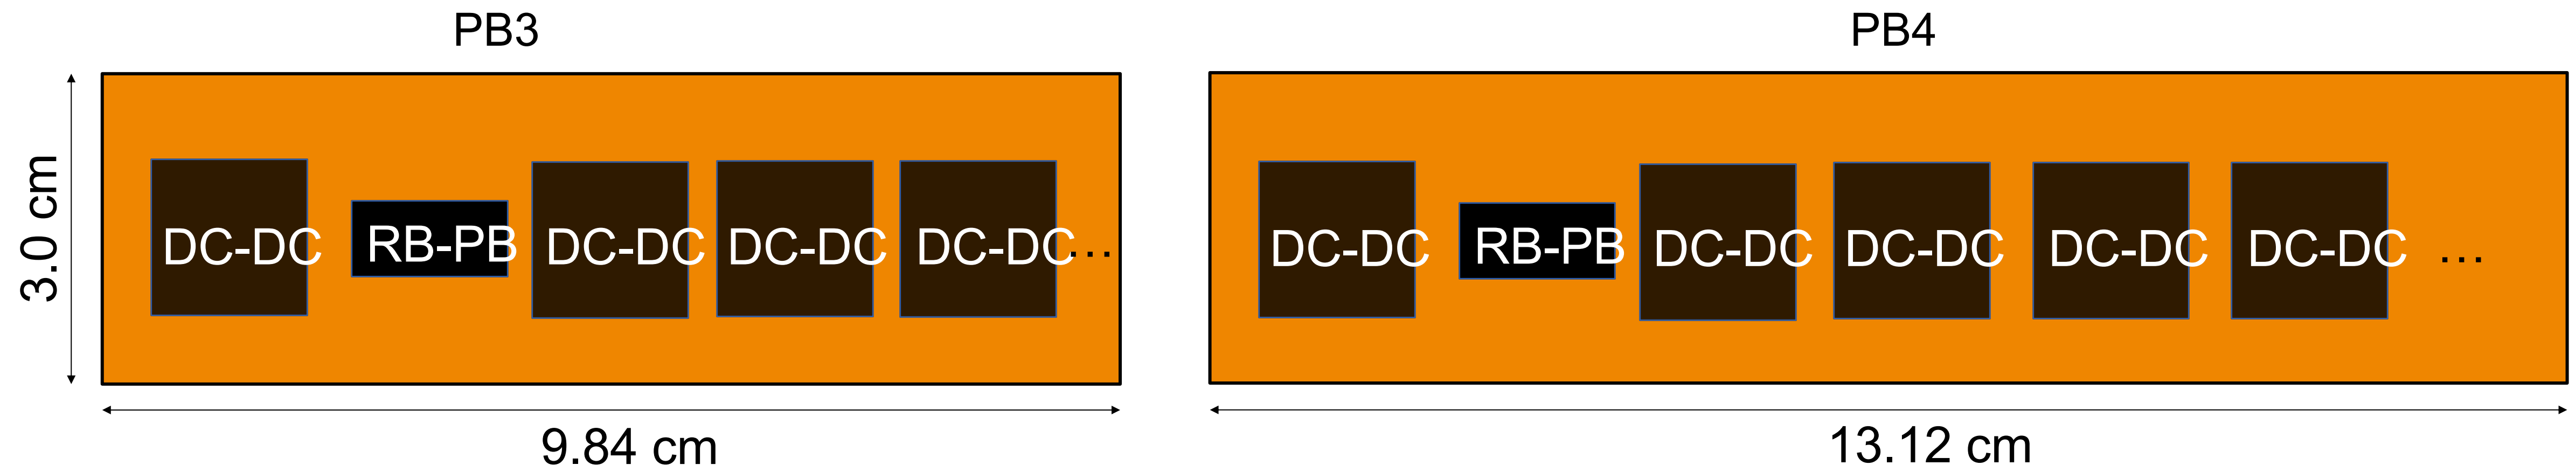 PB3
PB4
3.0 cm
DC-DC
RB-PB
DC-DC
DC-DC
DC-DC
...
DC-DC
RB-PB
DC-DC
DC-DC
DC-DC
DC-DC
...
9.84 cm
13.12 cm